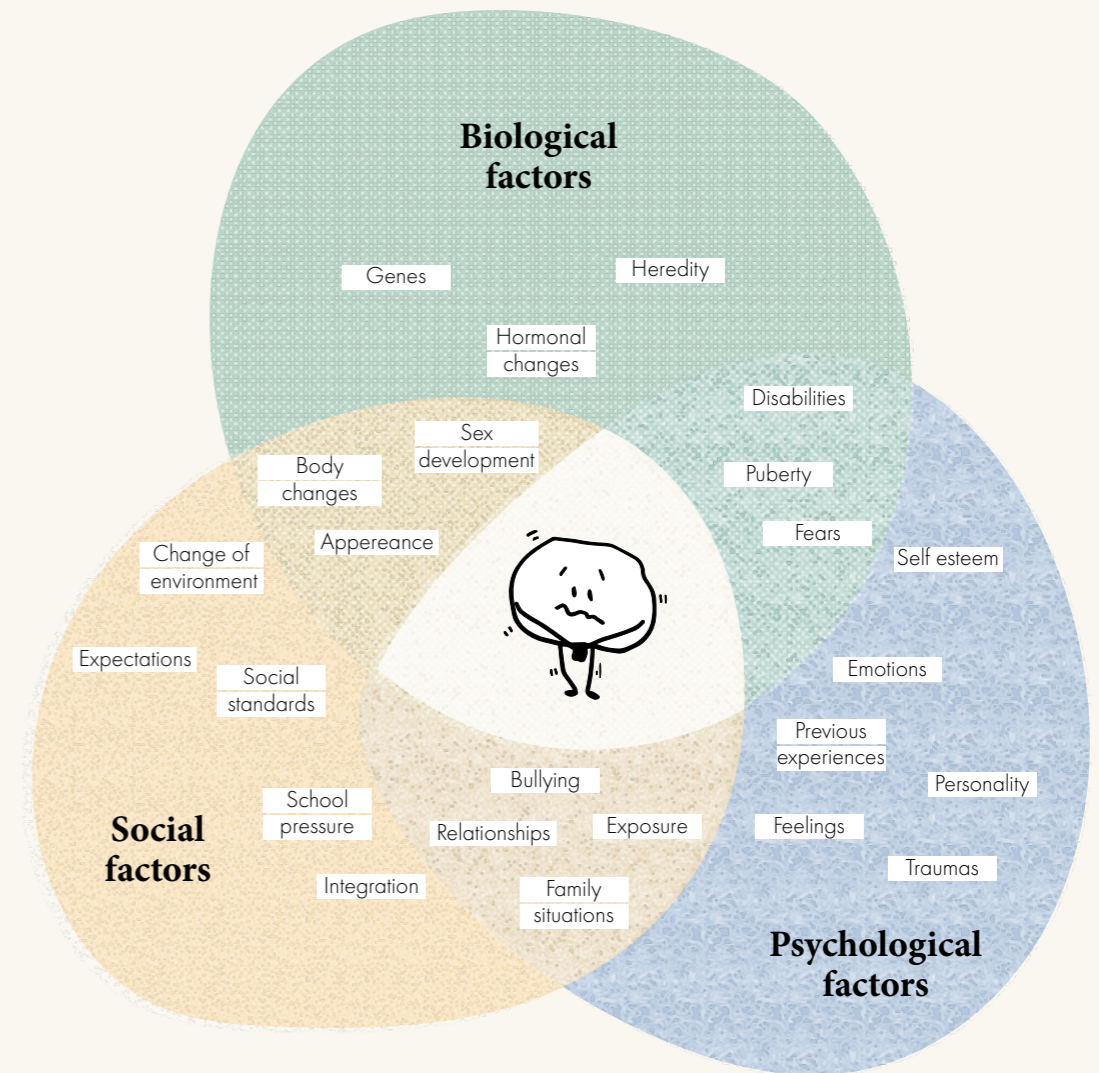 Biological
factors
Genes
Heredity
Hormonal
changes
Disabilities
Sex
development
Body
changes
Puberty
Appereance
Fears
Change of
environment
Self esteem
Expectations
Social
standards
Emotions
Previous
experiences
Bullying
Personality
School
pressure
Relationships
Exposure
Feelings
Social
factors
Integration
Family
situations
Traumas
Psychological
factors